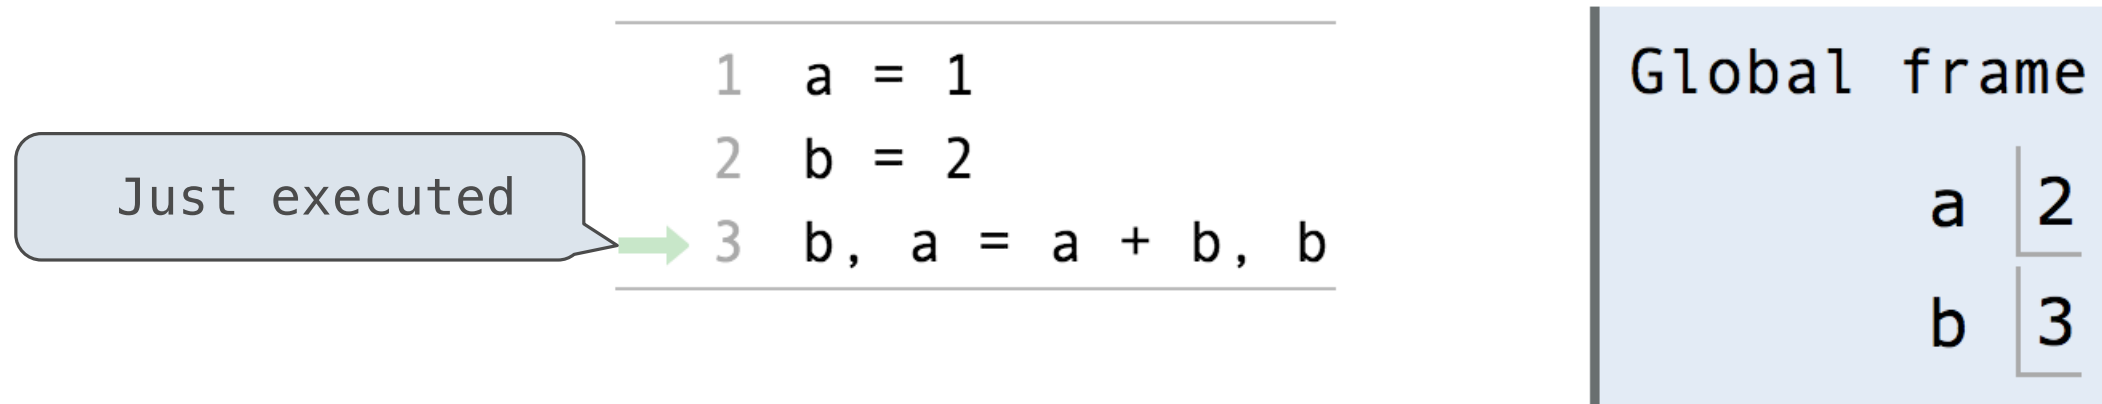 Just executed
1 a = 1
2 b = 2
3 b, a = a + b, b
Global frame
a 2
b 3